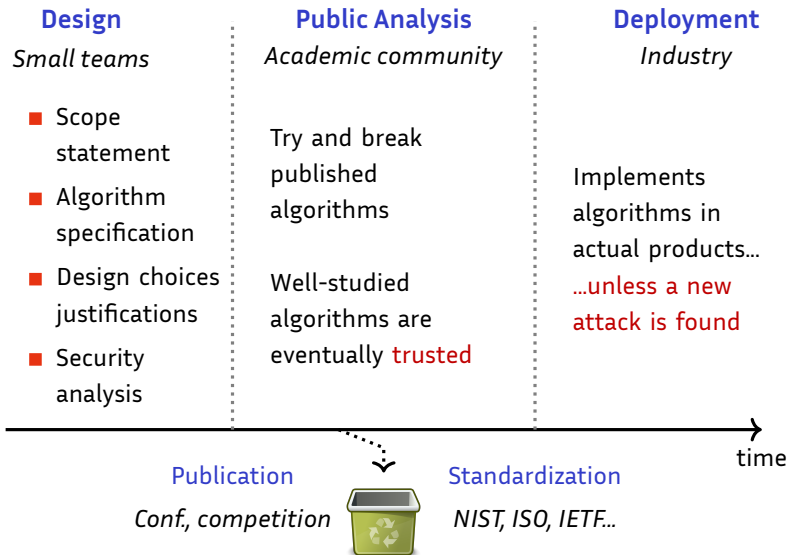 Design
Small teams
Scope
statement
Algorithm
specification
Design choices
justifications
Security
analysis
Public Analysis
Academic community
Try and break
published
algorithms
Well-studied
algorithms are
eventually trusted
Deployment
Industry
Implements
algorithms in
actual products...
...unless a new
attack is found
time
Publication
Conf., competition
Standardization
NIST, ISO, IETF...